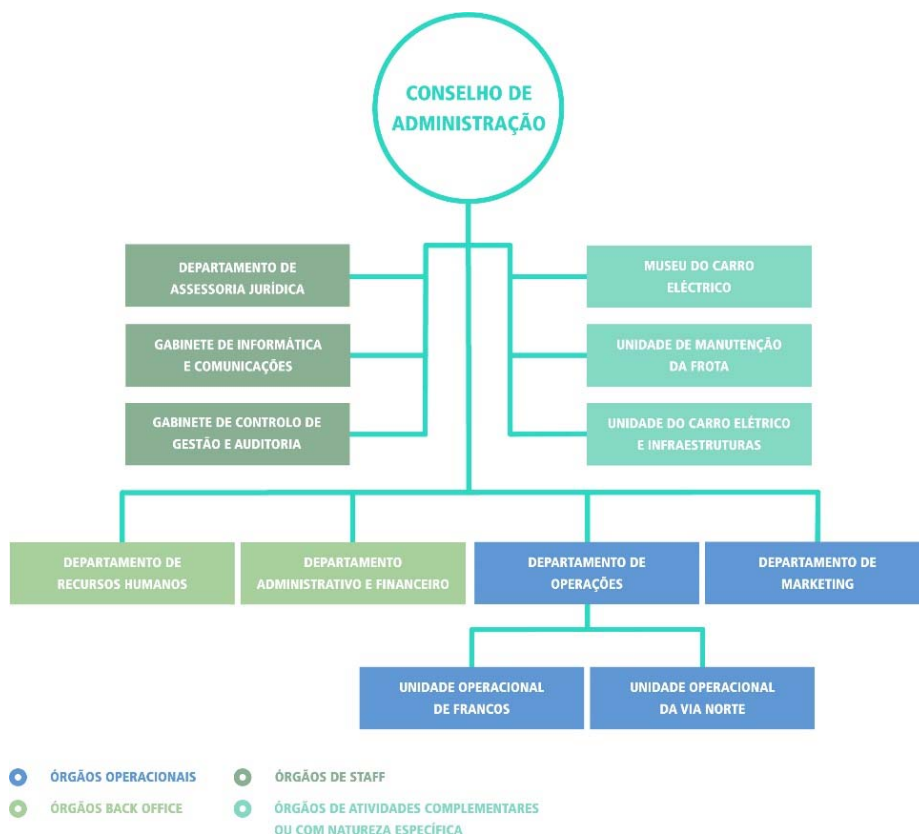 CONSELHO DE
ADMINISTRAÇÃO
DEPARTAMENTO DE
ASSESSORIA JURÍDICA
MUSEU DO CARRO
ELÉCTRICO
GABINETE DE INFORMÁTICA
E COMUNICAÇÕES
UNIDADE DE MANUTENÇÃO
DA FROTA
GABINETE DE CONTROLO DE
GESTÃO E AUDITORIA
UNIDADE DO CARRO ELÉTRICO
E INFRAESTRUTURAS
DEPARTAMENTO DE
RECURSOS HUMANOS
DEPARTAMENTO
ADMINISTRATIVO E FINANCEIRO
DEPARTAMENTO DE
OPERAÇÕES
DEPARTAMENTO DE
MARKETING
UNIDADE OPERACIONAL
DE FRANCOS
UNIDADE OPERACIONAL
DA VIA NORTE
ÓRGÃOS OPERACIONAIS
ÓRGÃOS DE STAFF
ÓRGÃOS BACK OFFICE
ÓRGÃOS DE ATIVIDADES COMPLEMENTARES
OU COM NATUREZA ESPECÍFICA